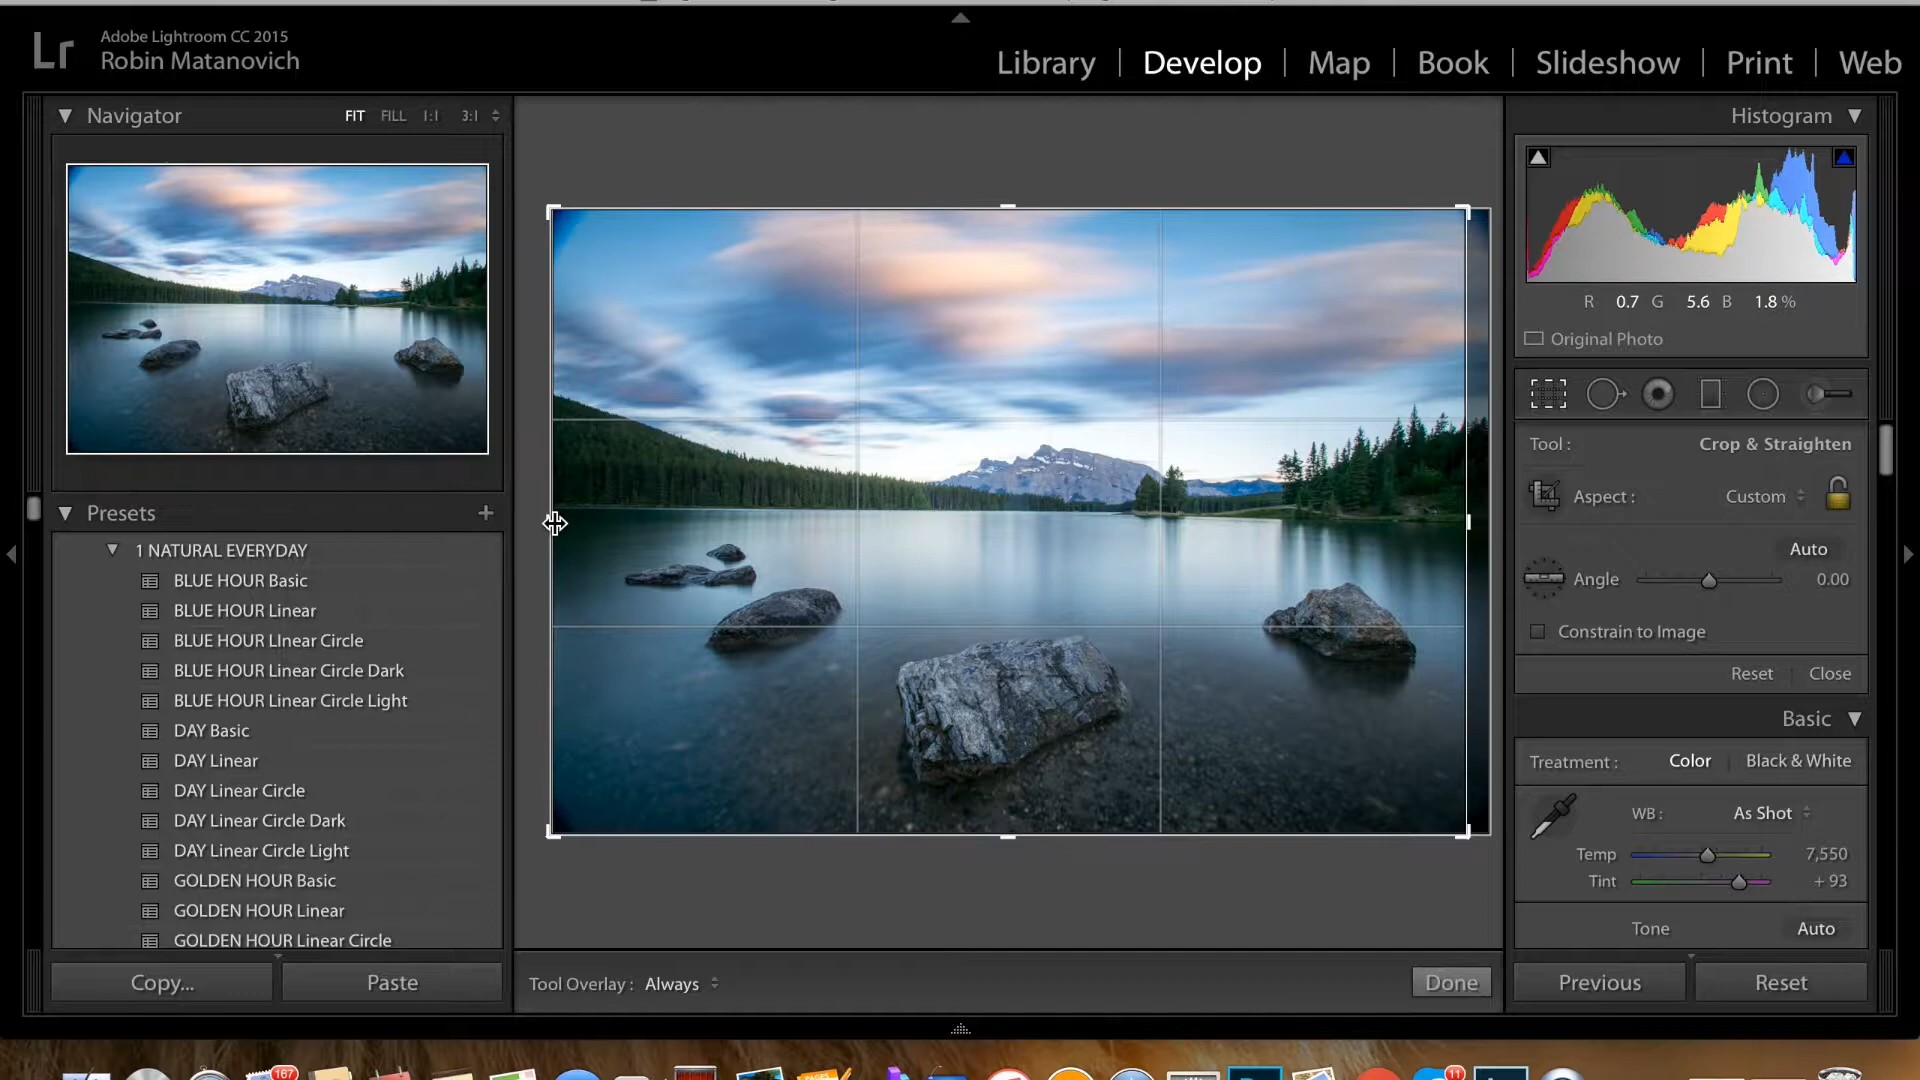 Lr
Adobe Lightroom CC 2015
Robin Matanovich
Library | Develop | Map | Book | Slideshow | Print | Web
Navigator FIT FILL 1:1 3:1
Presets +
1 NATURAL EVERYDAY
BLUE HOUR Basic
BLUE HOUR Linear
BLUE HOUR LInear Circle
BLUE HOUR Linear Circle Dark
BLUE HOUR Linear Circle Light
DAY Basic
DAY Linear
DAY Linear Circle
DAY Linear Circle Dark
DAY Linear Circle Light
GOLDEN HOUR Basic
GOLDEN HOUR Linear
GOLDEN HOUR Linear Circle
Copy... Paste
Tool Overlay : Always Done
Histogram
R 0.7 G 5.6 B 1.8 %
Original Photo
Tool : Crop & Straighten
Aspect : Custom
Auto
Angle 0.00
Constrain to Image
Reset | Close
Basic
Treatment : Color | Black & White
WB : As Shot
Temp 7,550
Tint + 93
Tone Auto
Previous Reset
167
PAGES
11